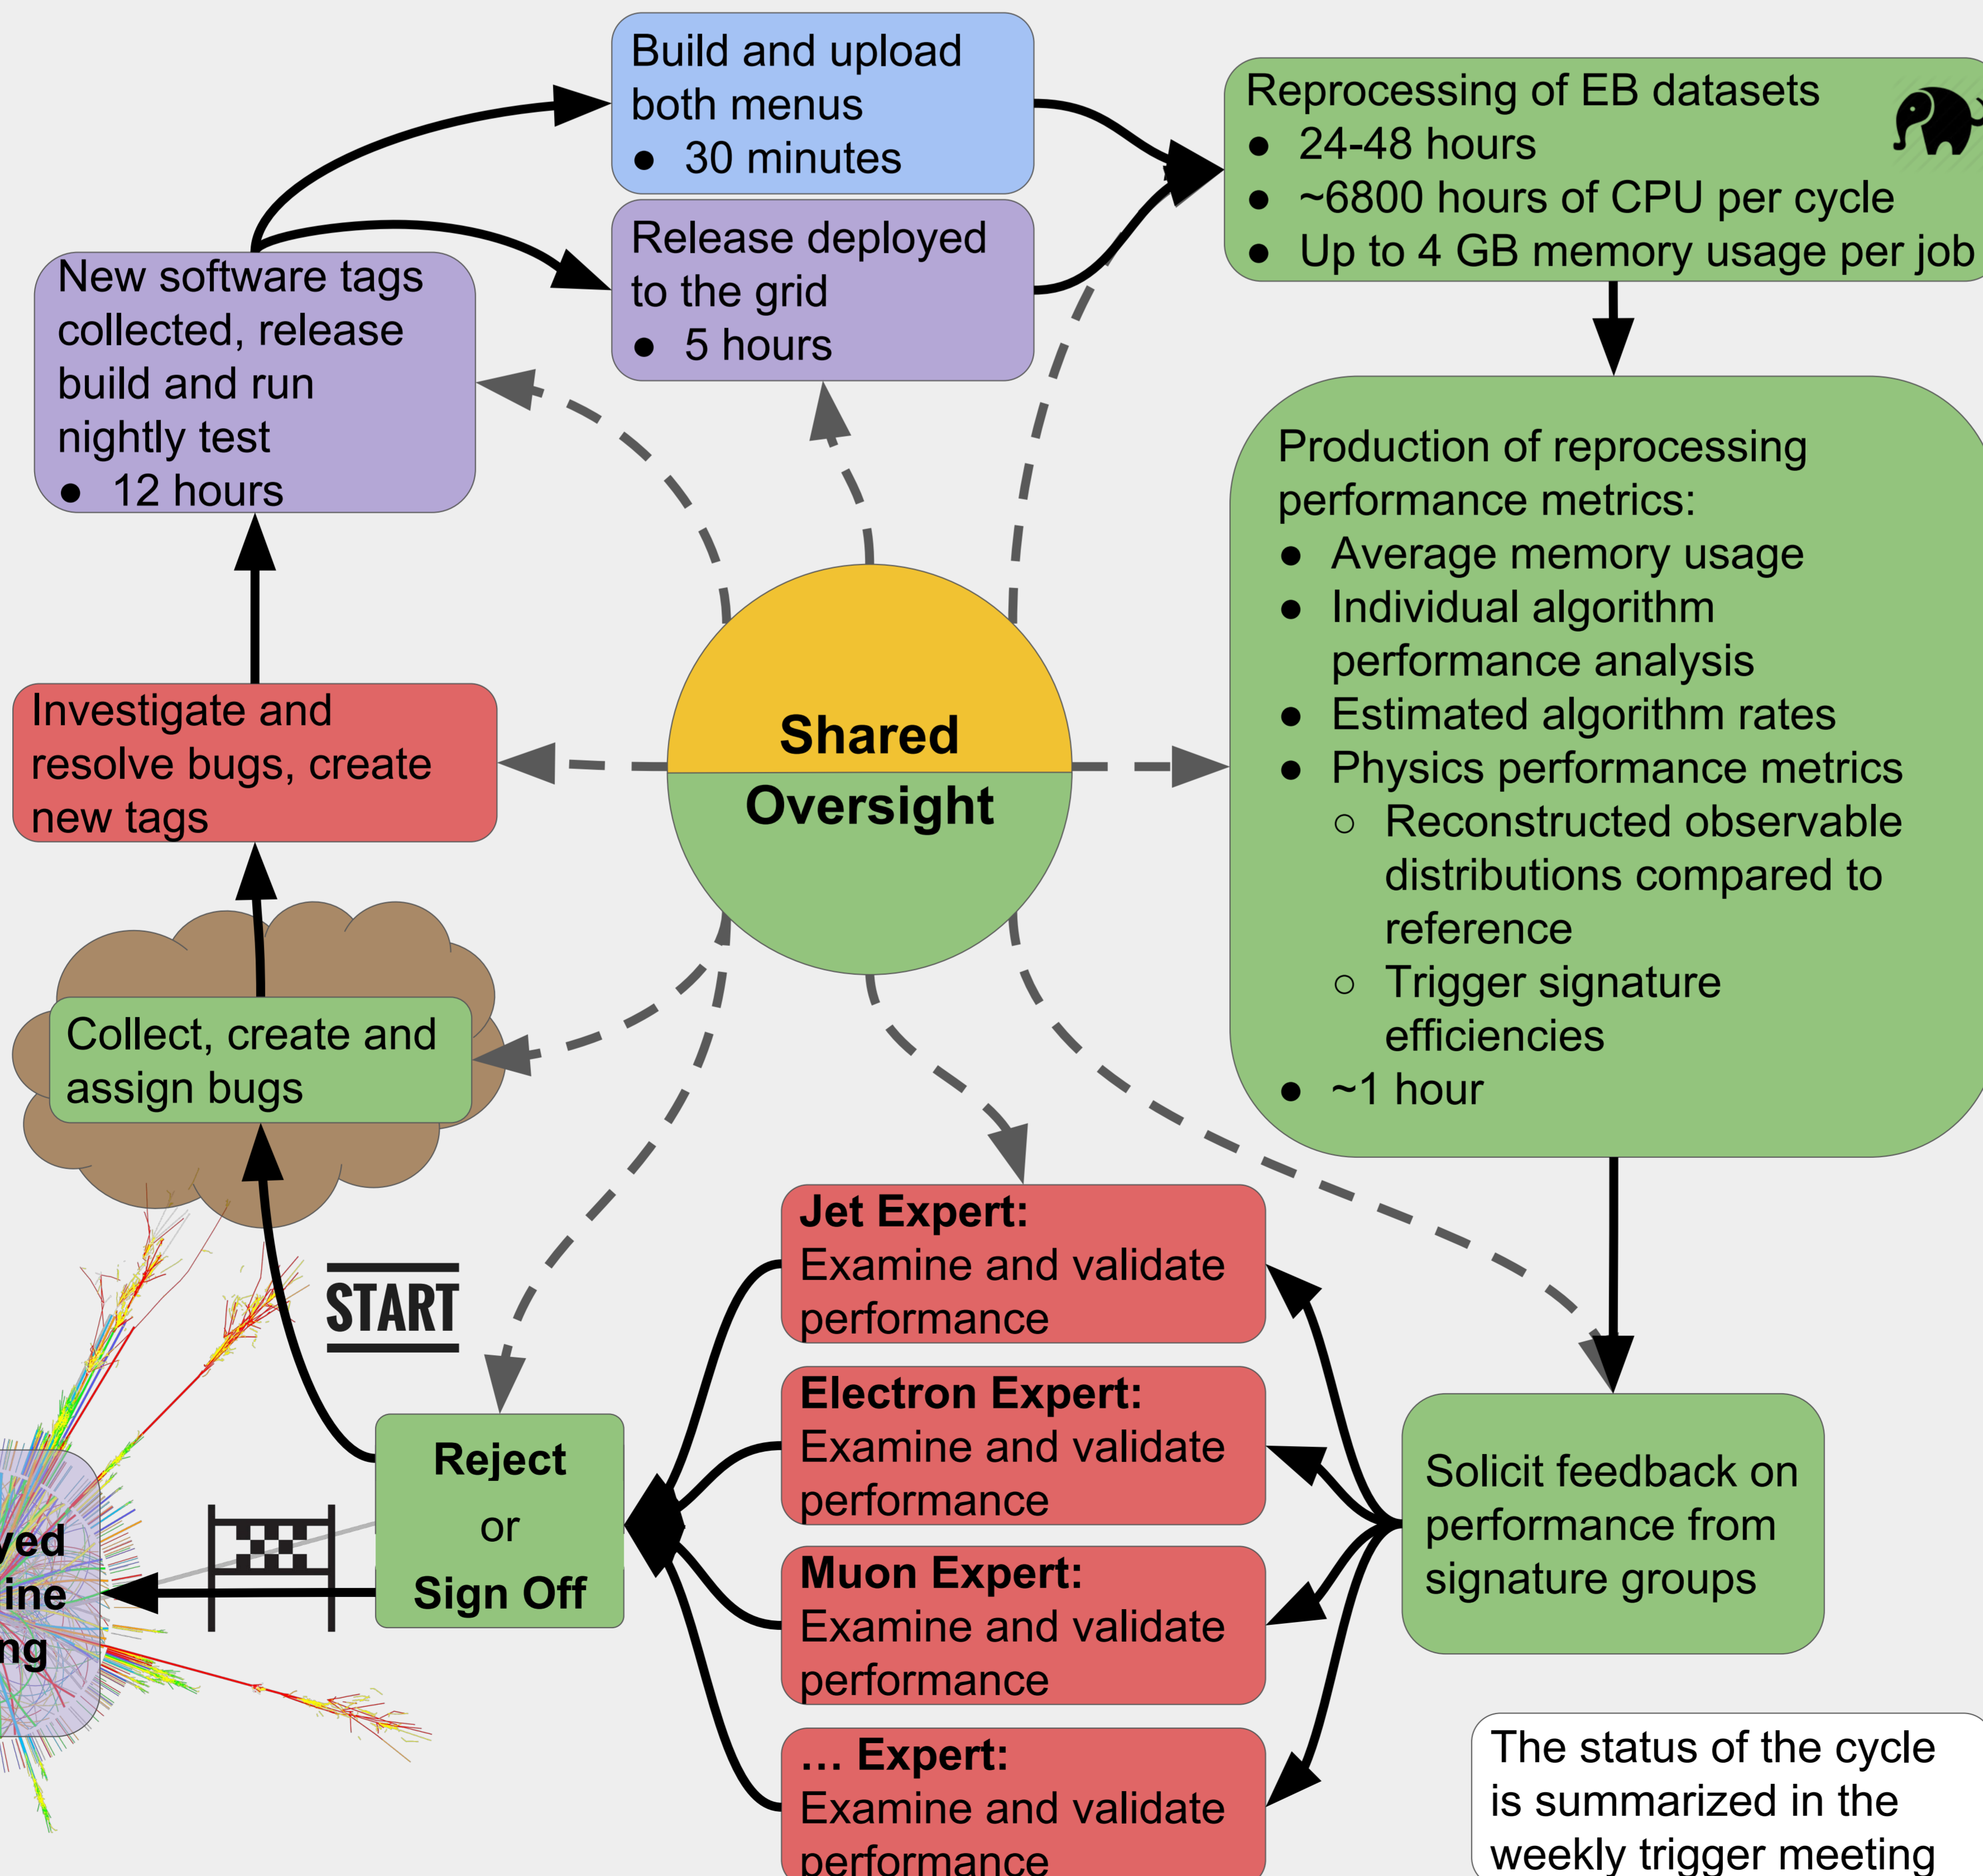 Build and upload
both menus
● 30 minutes
Release deployed
to the grid
● 5 hours
Reprocessing of EB datasets
● 24-48 hours
● ~6800 hours of CPU per cycle
● Up to 4 GB memory usage per job
New software tags
collected, release
build and run
nightly test
● 12 hours
Production of reprocessing
performance metrics:
● Average memory usage
● Individual algorithm
performance analysis
● Estimated algorithm rates
● Physics performance metrics
○ Reconstructed observable
distributions compared to
reference
○ Trigger signature
efficiencies
● ~1 hour
Investigate and
resolve bugs, create
new tags
Shared
Oversight
Collect, create and
assign bugs
START
Jet Expert:
Examine and validate
performance
Electron Expert:
Examine and validate
performance
Muon Expert:
Examine and validate
performance
… Expert:
Examine and validate
performance
Reject
or
Sign Off
Solicit feedback on
performance from
signature groups
The status of the cycle
is summarized in the
weekly trigger meeting